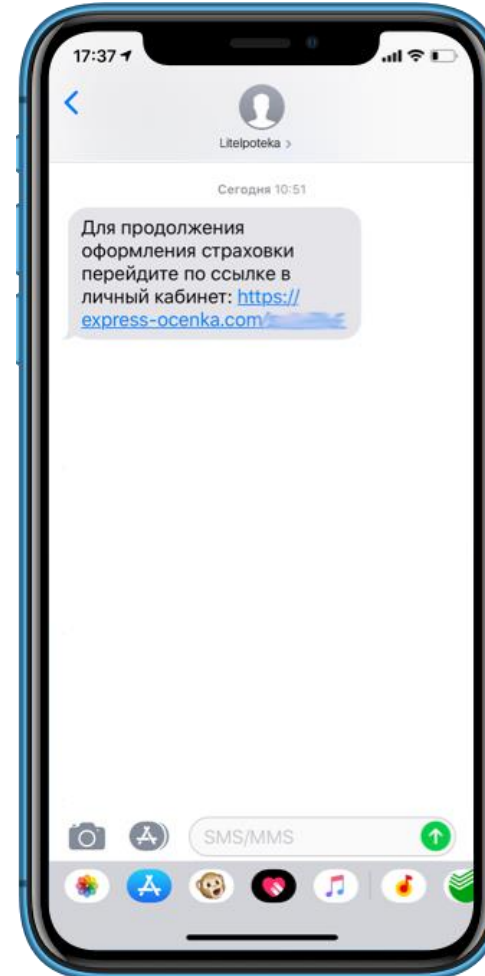 17:37
LiteIpoteka >
Сегодня 10:51
Для продолжения
оформления страховки
перейдите по ссылке в
личный кабинет: https://
express-ocenka.com/
SMS/MMS